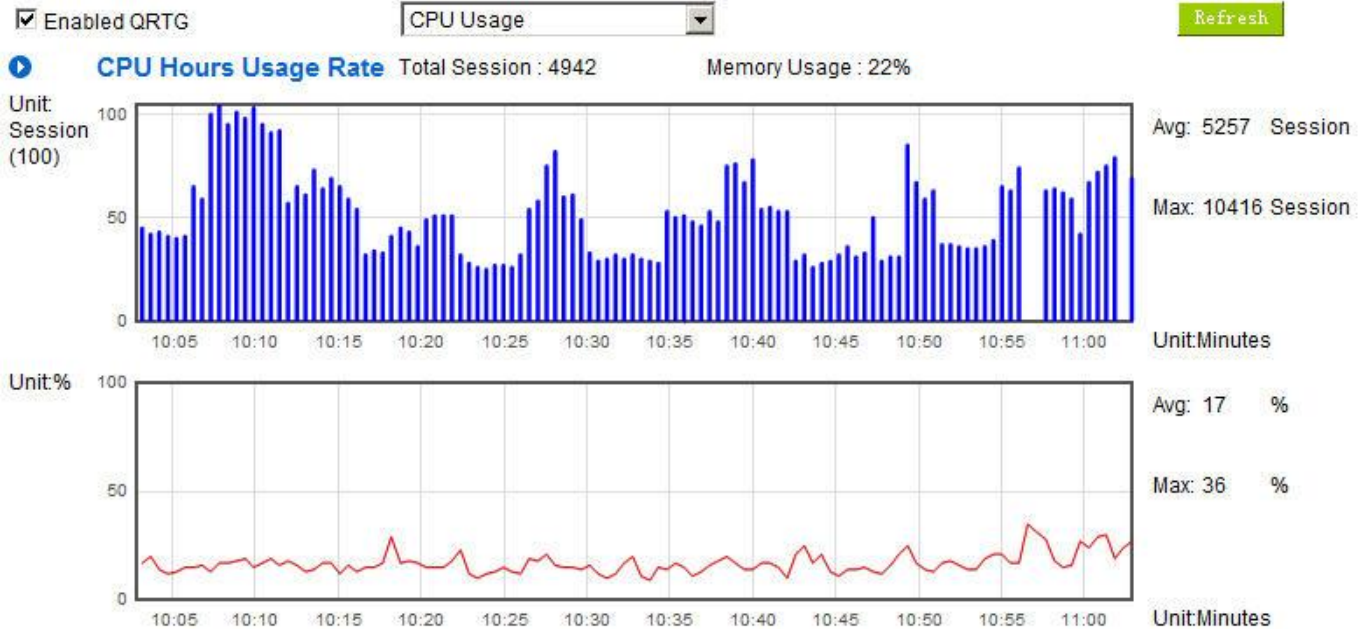 Enabled QRTG
CPU Usage
Refresh
CPU Hours Usage Rate
Total Session : 4942
Memory Usage : 22%
Unit:
Session
(100)
100
50
0
10:05 10:10 10:15 10:20 10:25 10:30 10:35 10:40 10:45 10:50 10:55 11:00
Avg: 5257 Session
Max: 10416 Session
Unit:Minutes
Unit:%
100
50
0
10:05 10:10 10:15 10:20 10:25 10:30 10:35 10:40 10:45 10:50 10:55 11:00
Avg: 17 %
Max: 36 %
Unit:Minutes